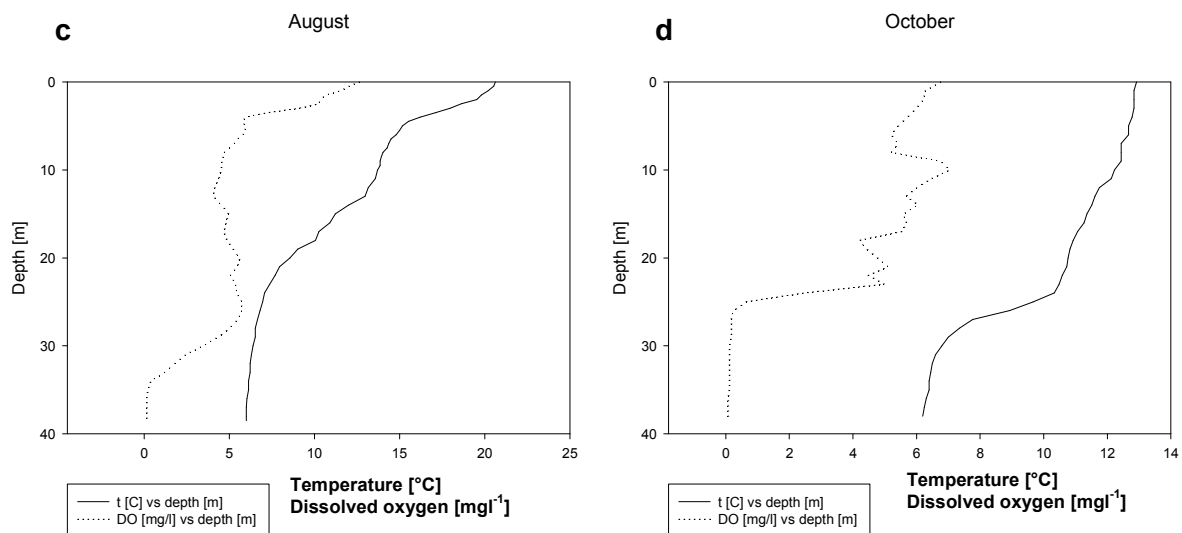 c
August
0
10
20
30
40
Depth [m]
0 5 10 15 20 25
Temperature [°C]
Dissolved oxygen [mgl⁻¹]
t [C] vs depth [m]
DO [mg/l] vs depth [m]
d
October
0
10
20
30
40
Depth [m]
0 2 4 6 8 10 12 14
Temperature [°C]
Dissolved oxygen [mgl⁻¹]
t [C] vs depth [m]
DO [mg/l] vs depth [m]